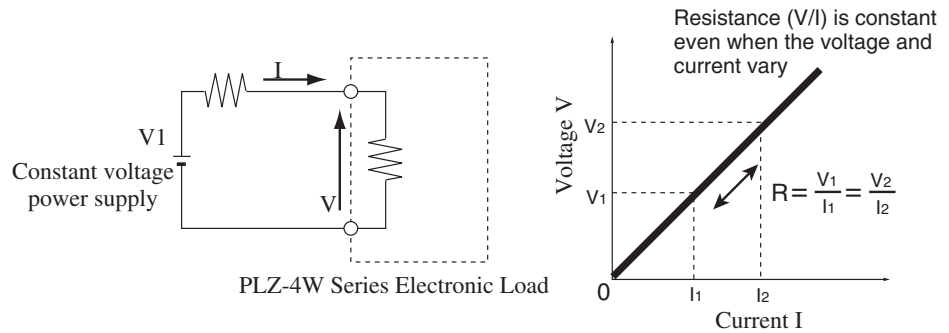 I
V1
Constant voltage
power supply
V
PLZ-4W Series Electronic Load
Resistance (V/I) is constant
even when the voltage and
current vary
Voltage V
V2
V1
R = V1/I1 = V2/I2
0
I1
I2
Current I